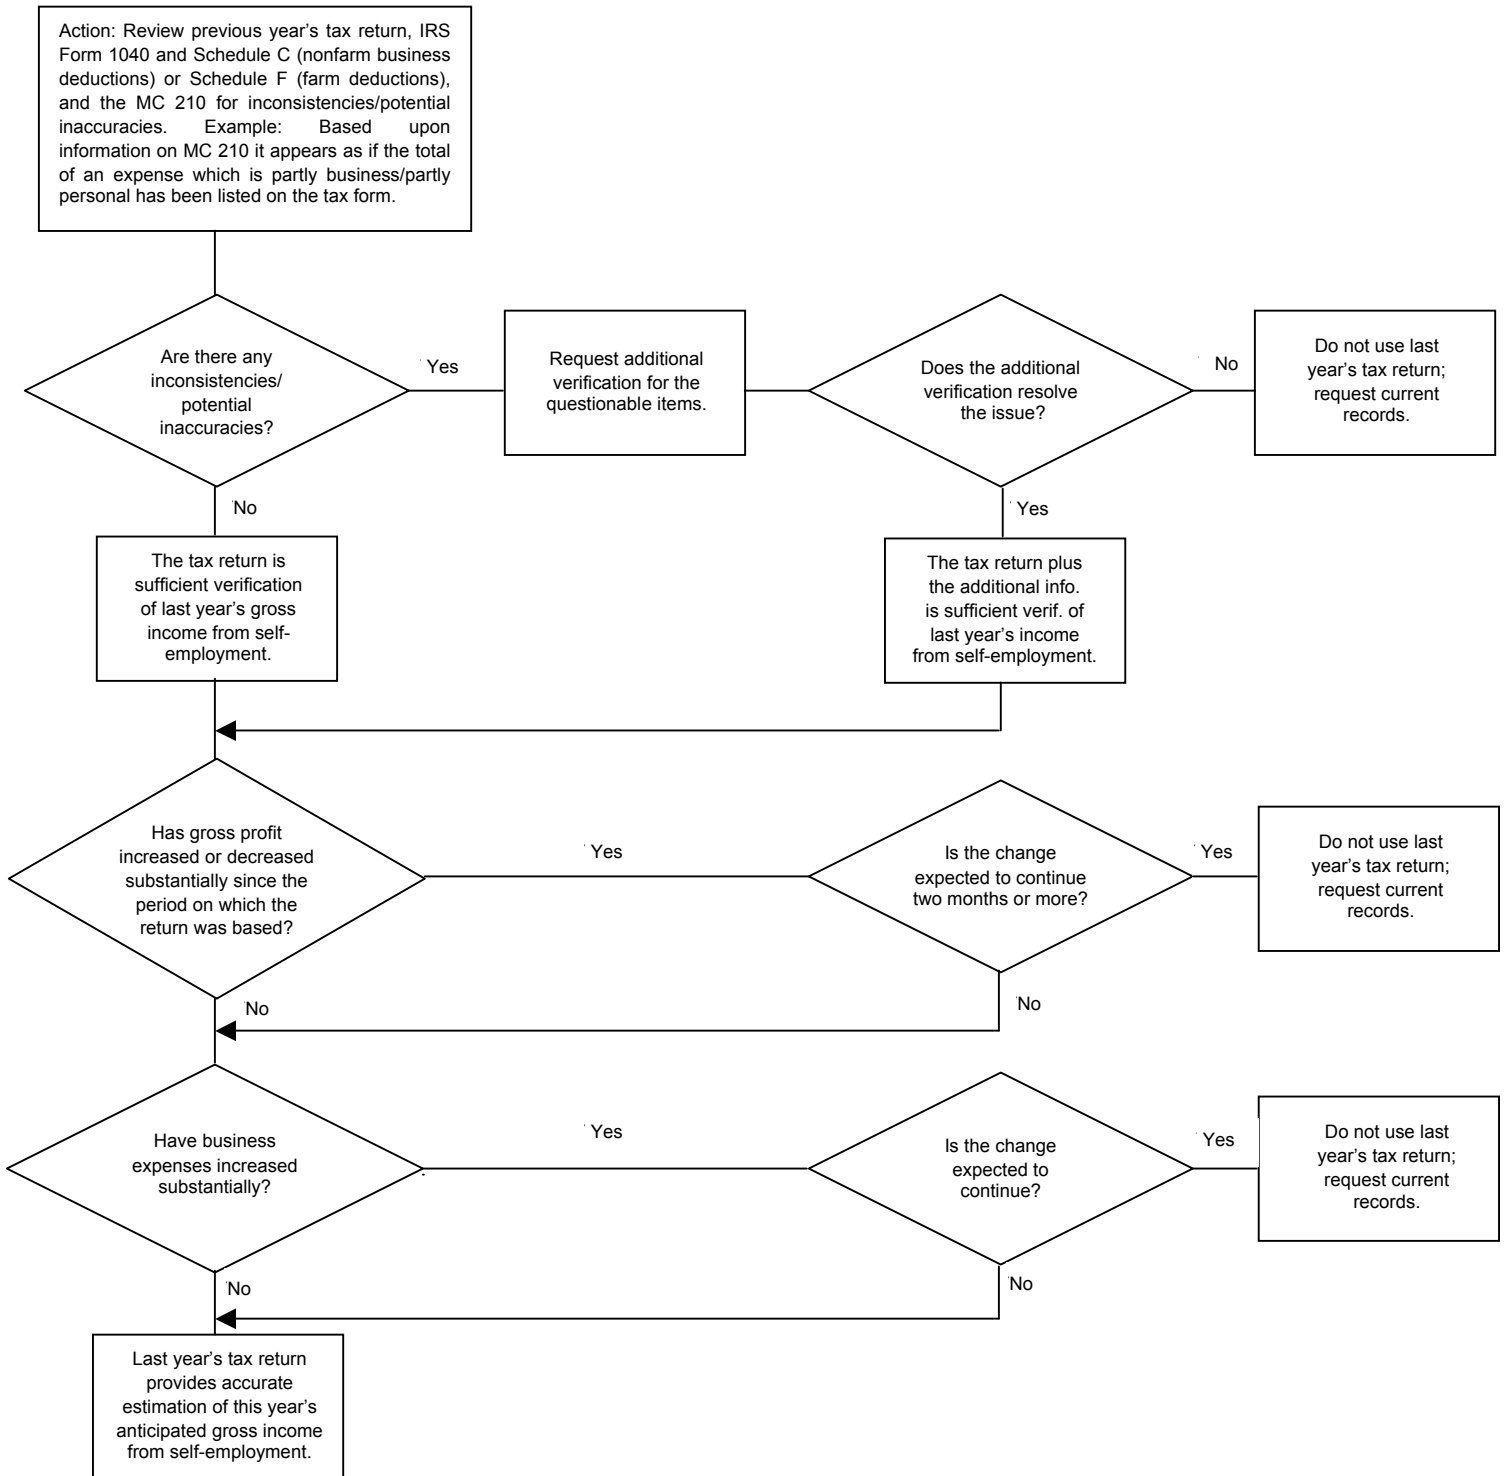 Action: Review previous year’s tax return, IRS
Form 1040 and Schedule C (nonfarm business
deductions) or Schedule F (farm deductions),
and the MC 210 for inconsistencies/potential
inaccuracies. Example: Based upon
information on MC 210 it appears as if the total
of an expense which is partly business/partly
personal has been listed on the tax form.
Are there any
inconsistencies/
potential
inaccuracies?
Yes
Request additional
verification for the
questionable items.
Does the additional
verification resolve
the issue?
No
Do not use last
year’s tax return;
request current
records.
No
Yes
The tax return is
sufficient verification
of last year’s gross
income from self-
employment.
The tax return plus
the additional info.
is sufficient verif. of
last year’s income
from self-employment.
Has gross profit
increased or decreased
substantially since the
period on which the
return was based?
Yes
Is the change
expected to continue
two months or more?
Yes
Do not use last
year’s tax return;
request current
records.
No
No
Have business
expenses increased
substantially?
Yes
Is the change
expected to
continue?
Yes
Do not use last
year’s tax return;
request current
records.
No
No
Last year’s tax return
provides accurate
estimation of this year’s
anticipated gross income
from self-employment.